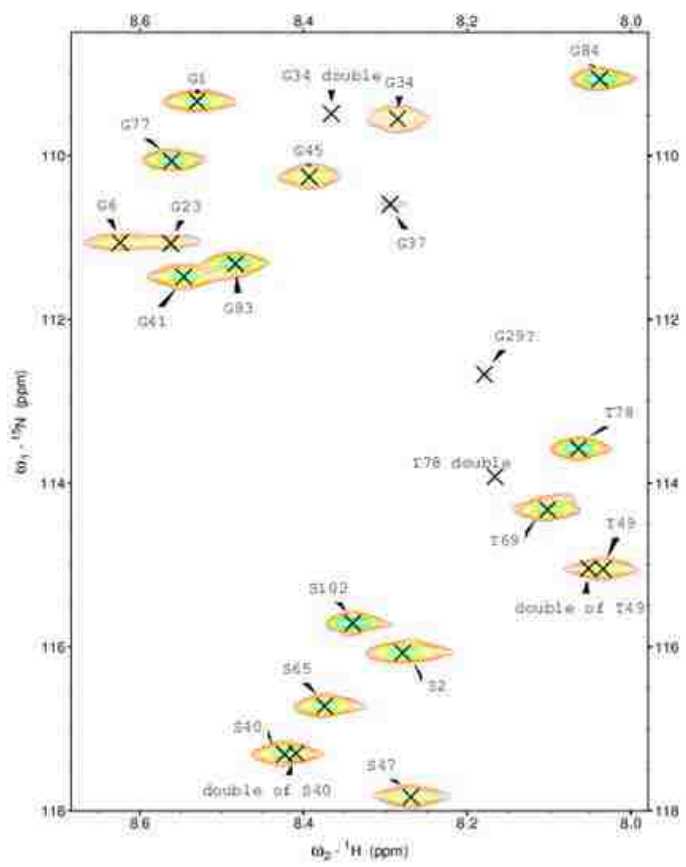 8.6 8.4 8.2 8.0
G84
G34 double
G1 G34
G77
G45
110 110
G6 G23
G37
G41 G83
112 112
G29?
T78
T78 double
114 114
T69 T49
S102 double of T49
116 116
S2
S65
S40
double of S40 S47
118 118
8.6 8.4 8.2 8.0
ω2 - 1H (ppm)
ω1 - 15N (ppm)